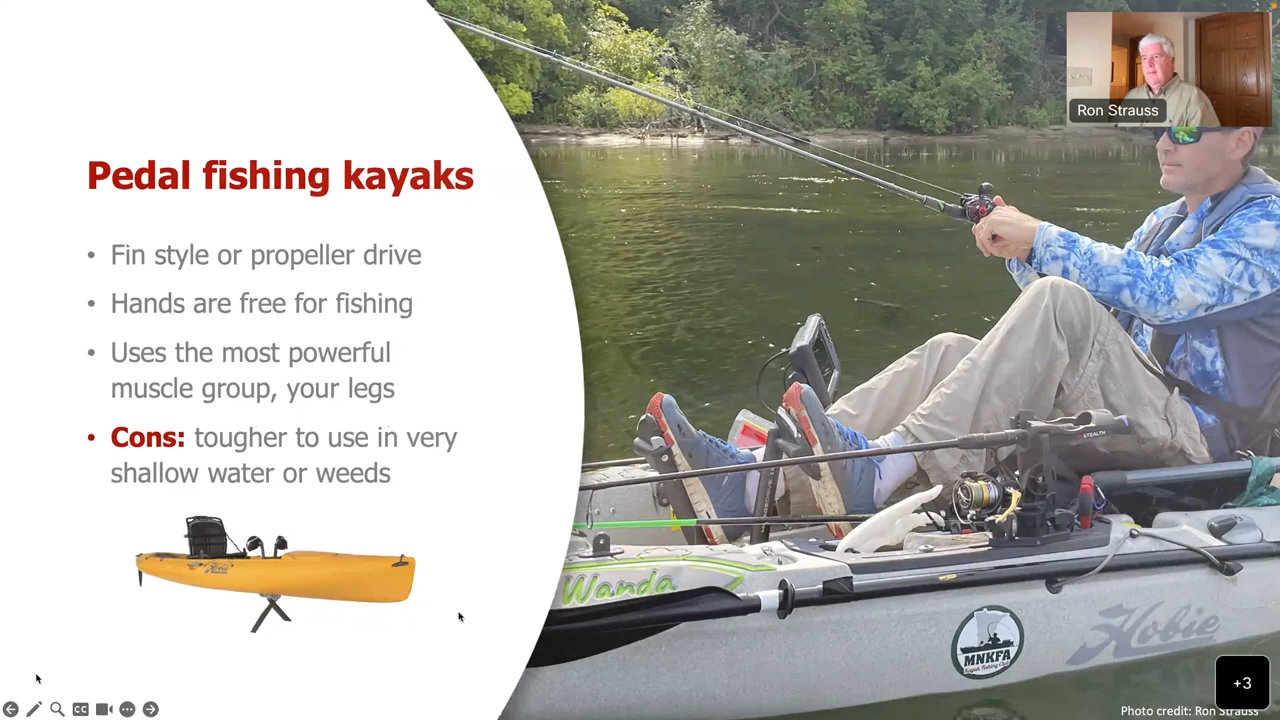 Ron Strauss
Pedal fishing kayaks
• Fin style or propeller drive
• Hands are free for fishing
• Uses the most powerful
muscle group, your legs
• Cons: tougher to use in very
shallow water or weeds
Hobie
STEALTH
Wanda
MNKFA
Kayak Fishing Club
Hobie
+3
CC
Photo credit: Ron Strauss